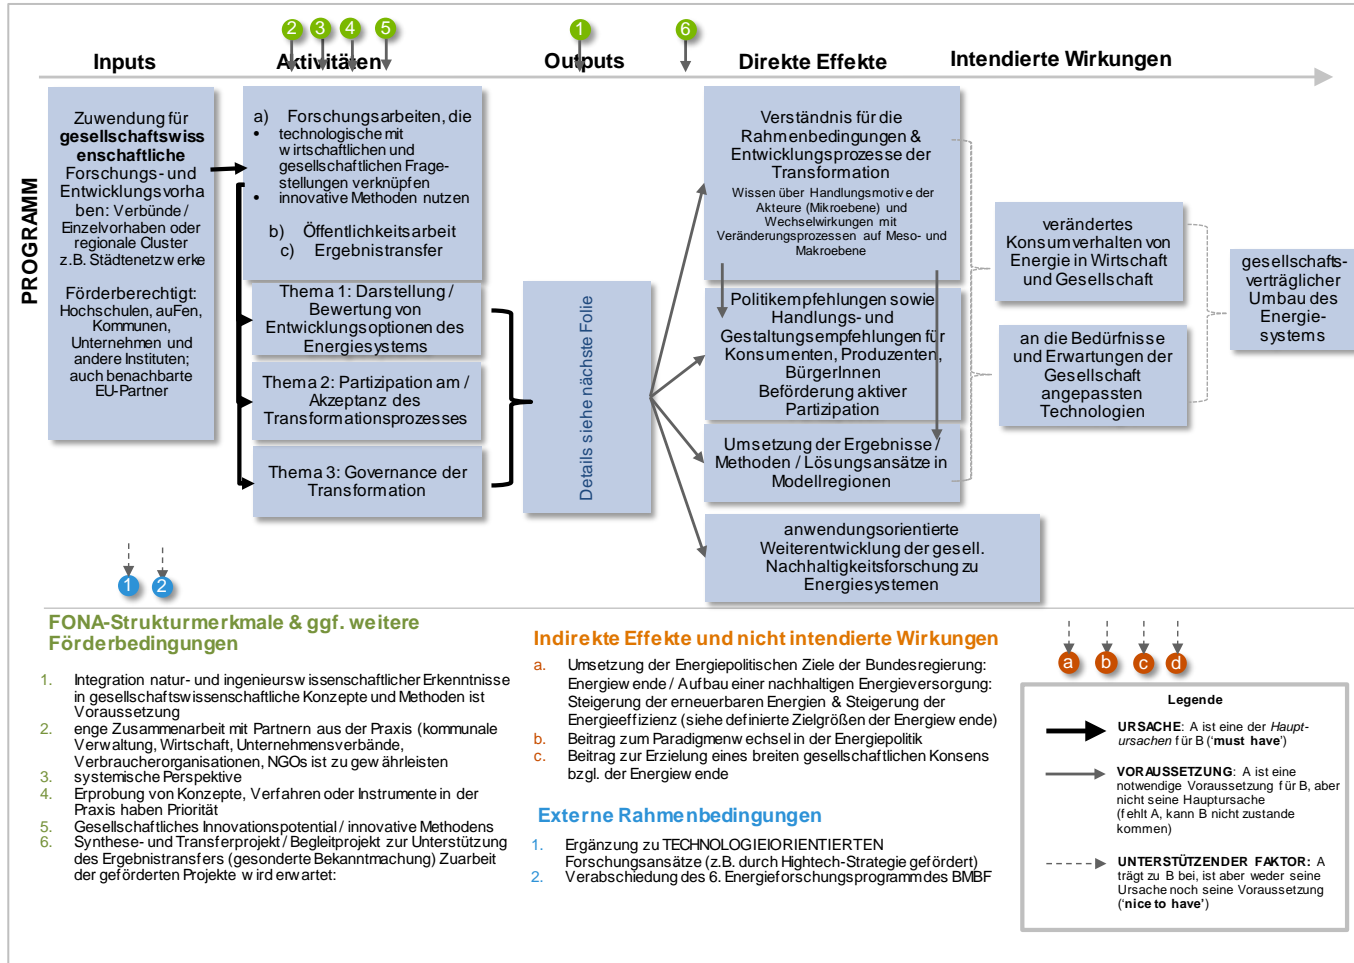 2
3
4
5
1
6
Inputs
Aktivitäten
Outputs
Direkte Effekte
Intendierte Wirkungen
PROGRAMM
Zuwendung für
gesellschaftswiss
enschaftliche
Forschungs- und
Entwicklungsvorha
ben: Verbünde /
Einzelvorhaben oder
regionale Cluster
z.B. Städtenetzwerke
Förderberechtigt:
Hochschulen, auFen,
Kommunen,
Unternehmen und
andere Instituten;
auch benachbarte
EU-Partner
a) Forschungsarbeiten, die
• technologische mit
wirtschaftlichen und
gesellschaftlichen Frage-
stellungen verknüpfen
• innovative Methoden nutzen
b) Öffentlichkeitsarbeit
c) Ergebnistransfer
Thema 1: Darstellung /
Bewertung von
Entwicklungsoptionen des
Energiesystems
Thema 2: Partizipation am /
Akzeptanz des
Transformationsprozesses
Thema 3: Governance der
Transformation
Details siehe nächste Folie
Verständnis für die
Rahmenbedingungen &
Entwicklungsprozesse der
Transformation
Wissen über Handlungsmotive der
Akteure (Mikroebene) und
Wechselwirkungen mit
Veränderungsprozessen auf Meso- und
Makroebene
Politikempfehlungen sowie
Handlungs- und
Gestaltungsempfehlungen für
Konsumenten, Produzenten,
BürgerInnen
Beförderung aktiver
Partizipation
Umsetzung der Ergebnisse /
Methoden / Lösungsansätze in
Modellregionen
anwendungsorientierte
Weiterentwicklung der gesell.
Nachhaltigkeitsforschung zu
Energiesystemen
verändertes
Konsumverhalten von
Energie in Wirtschaft
und Gesellschaft
an die Bedürfnisse
und Erwartungen der
Gesellschaft
angepassten
Technologien
gesellschafts-
verträglicher
Umbau des
Energie-
systems
1
2
FONA-Strukturmerkmale & ggf. weitere
Förderbedingungen
1. Integration natur- und ingenieurswissenschaftlicher Erkenntnisse
in gesellschaftswissenschaftliche Konzepte und Methoden ist
Voraussetzung
2. enge Zusammenarbeit mit Partnern aus der Praxis (kommunale
Verwaltung, Wirtschaft, Unternehmensverbände,
Verbraucherorganisationen, NGOs ist zu gewährleisten
3. systemische Perspektive
4. Erprobung von Konzepte, Verfahren oder Instrumente in der
Praxis haben Priorität
5. Gesellschaftliches Innovationspotential / innovative Methodens
6. Synthese- und Transferprojekt / Begleitprojekt zur Unterstützung
des Ergebnistransfers (gesonderte Bekanntmachung) Zuarbeit
der geförderten Projekte wird erwartet:
Indirekte Effekte und nicht intendierte Wirkungen
a. Umsetzung der Energiepolitischen Ziele der Bundesregierung:
Energiewende / Aufbau einer nachhaltigen Energieversorgung:
Steigerung der erneuerbaren Energien & Steigerung der
Energieeffizienz (siehe definierte Zielgrößen der Energiewende)
b. Beitrag zum Paradigmenwechsel in der Energiepolitik
c. Beitrag zur Erzielung eines breiten gesellschaftlichen Konsens
bzgl. der Energiewende
Externe Rahmenbedingungen
1. Ergänzung zu TECHNOLOGIEIORIENTIERTEN
Forschungsansätze (z.B. durch Hightech-Strategie gefördert)
2. Verabschiedung des 6. Energieforschungsprogramm des BMBF
a
b
c
d
Legende
URSACHE: A ist eine der Haupt-
ursachen für B ('must have')
VORAUSSETZUNG: A ist eine
notwendige Voraussetzung für B, aber
nicht seine Hauptursache
(fehlt A, kann B nicht zustande
kommen)
UNTERSTÜTZENDER FAKTOR: A
trägt zu B bei, ist aber weder seine
Ursache noch seine Voraussetzung
('nice to have')